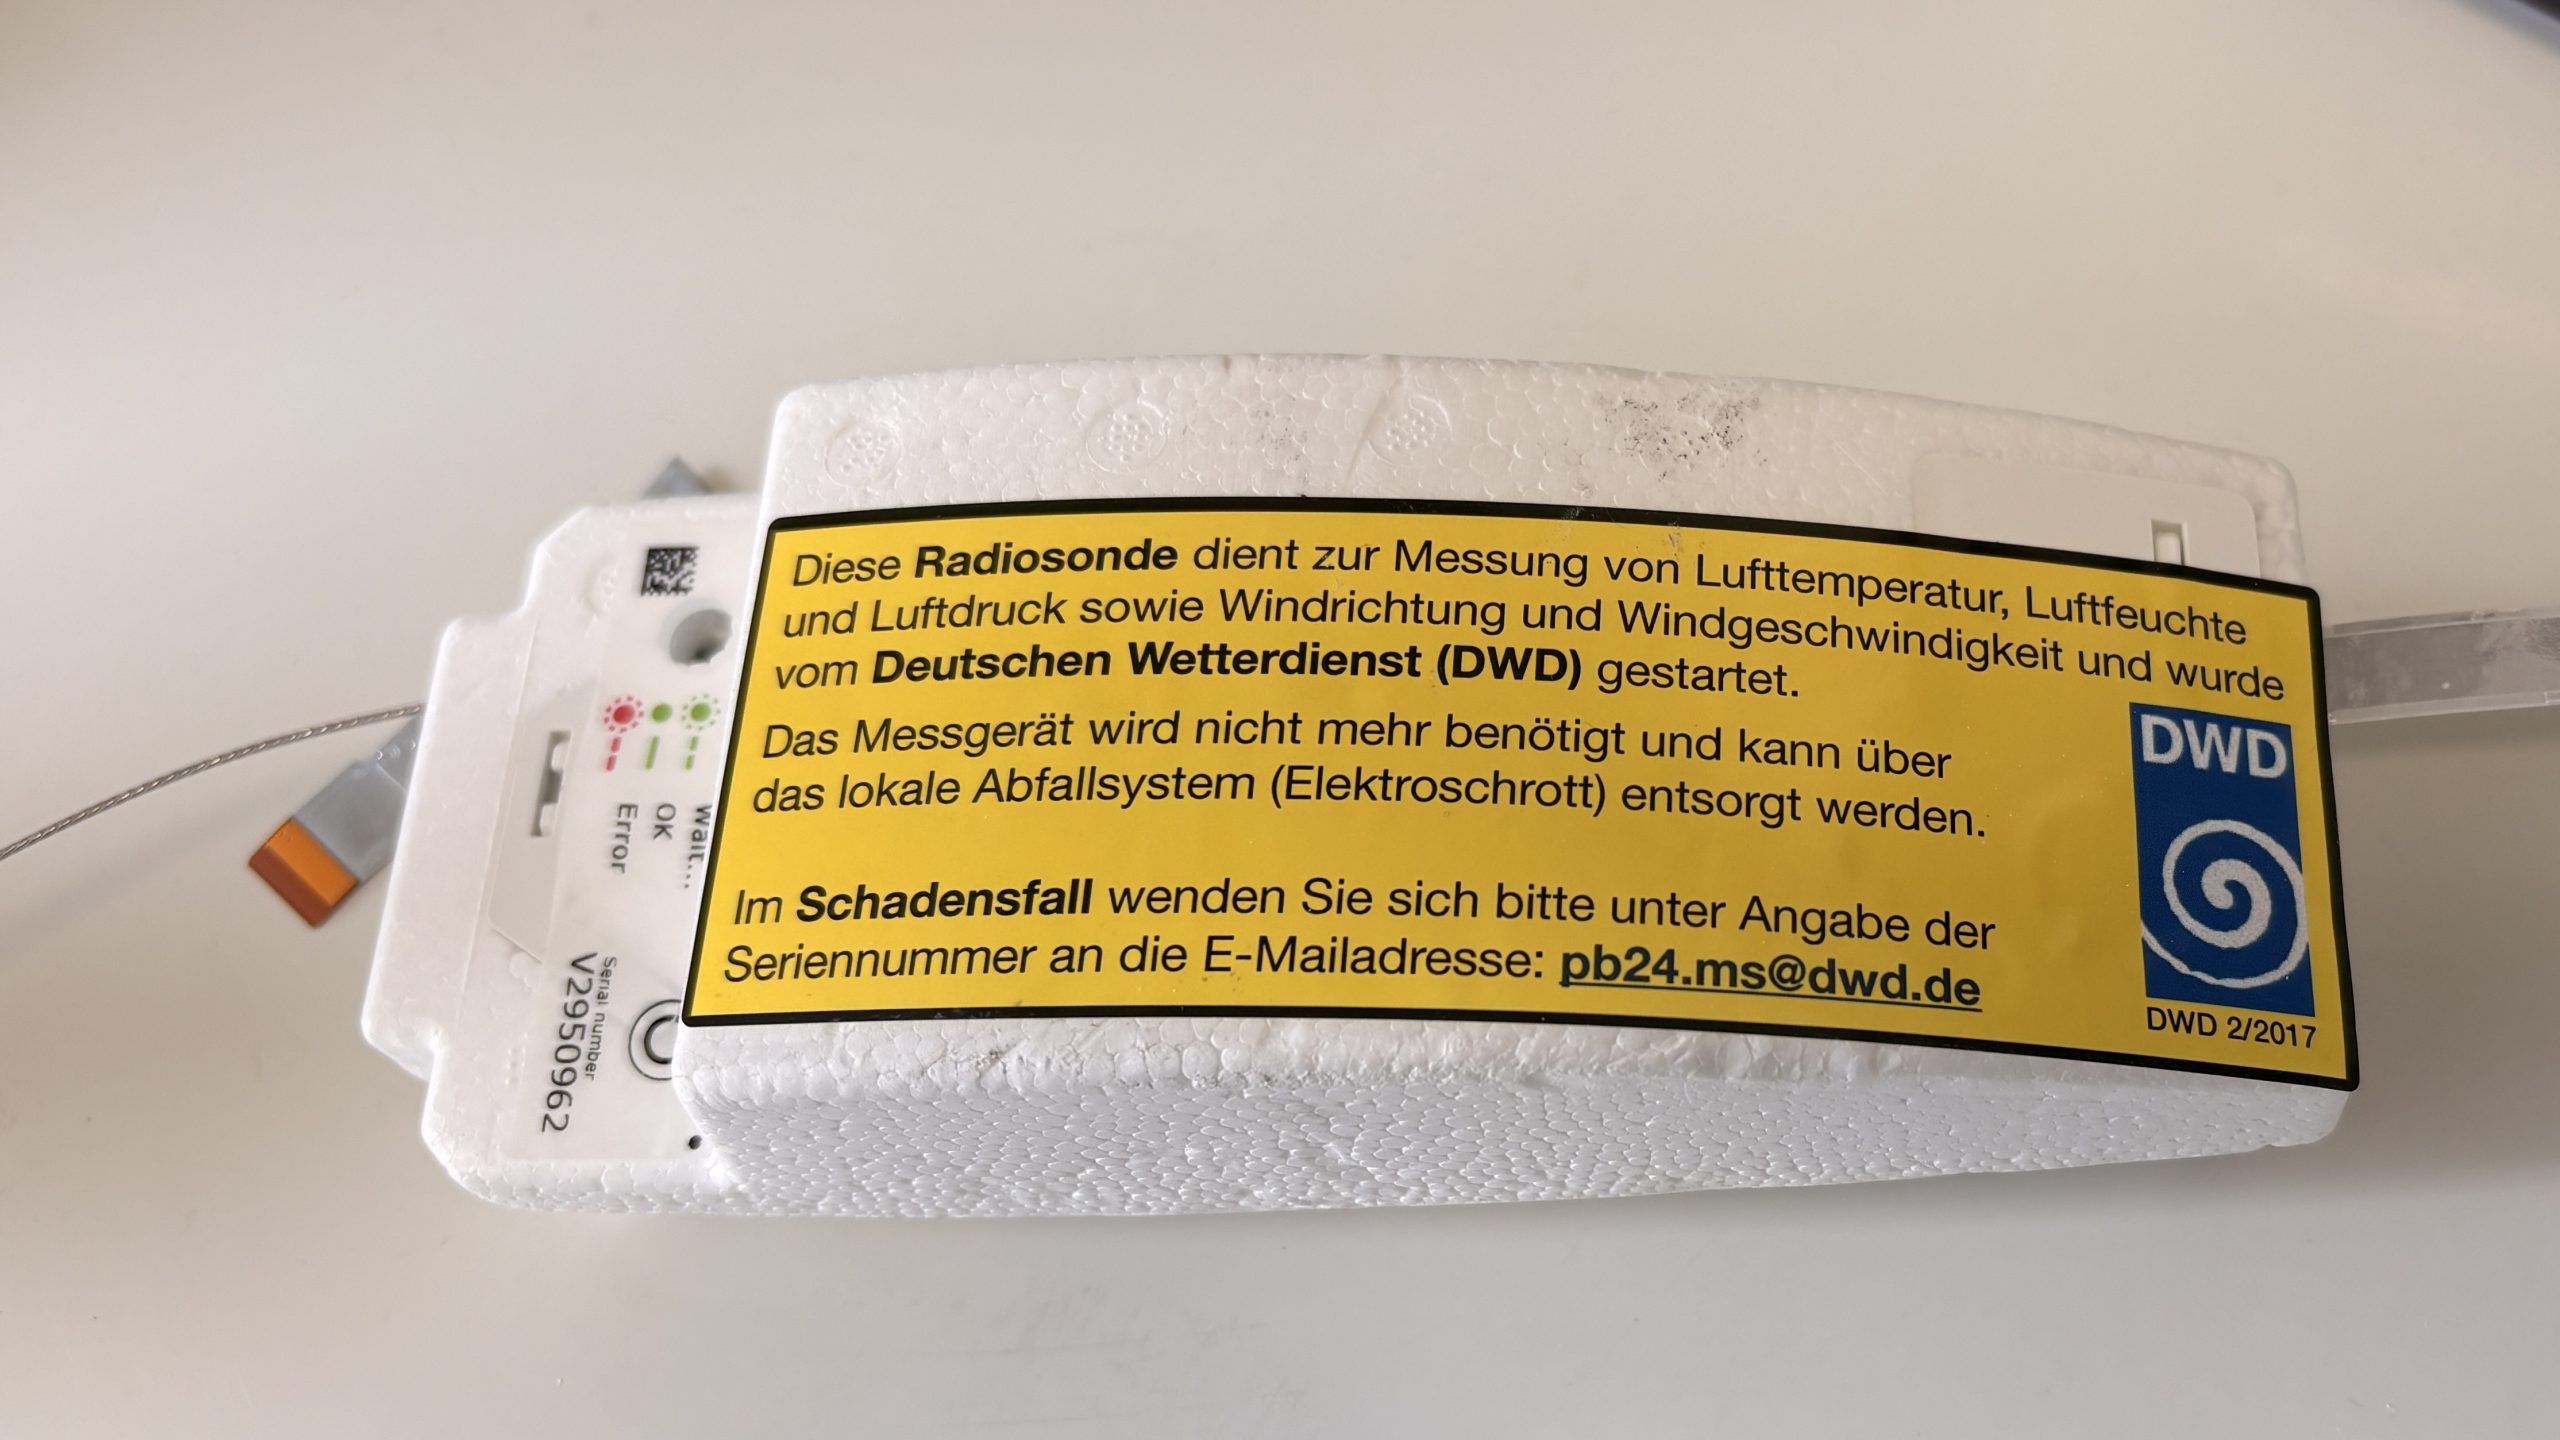 Diese Radiosonde dient zur Messung von Lufttemperatur, Luftfeuchte
und Luftdruck sowie Windrichtung und Windgeschwindigkeit und wurde
vom Deutschen Wetterdienst (DWD) gestartet.
Das Messgerät wird nicht mehr benötigt und kann über
das lokale Abfallsystem (Elektroschrott) entsorgt werden.
Im Schadensfall wenden Sie sich bitte unter Angabe der
Seriennummer an die E-Mailadresse: pb24.ms@dwd.de
DWD
DWD 2/2017
wait...
OK
Error
Serial number
V2950962